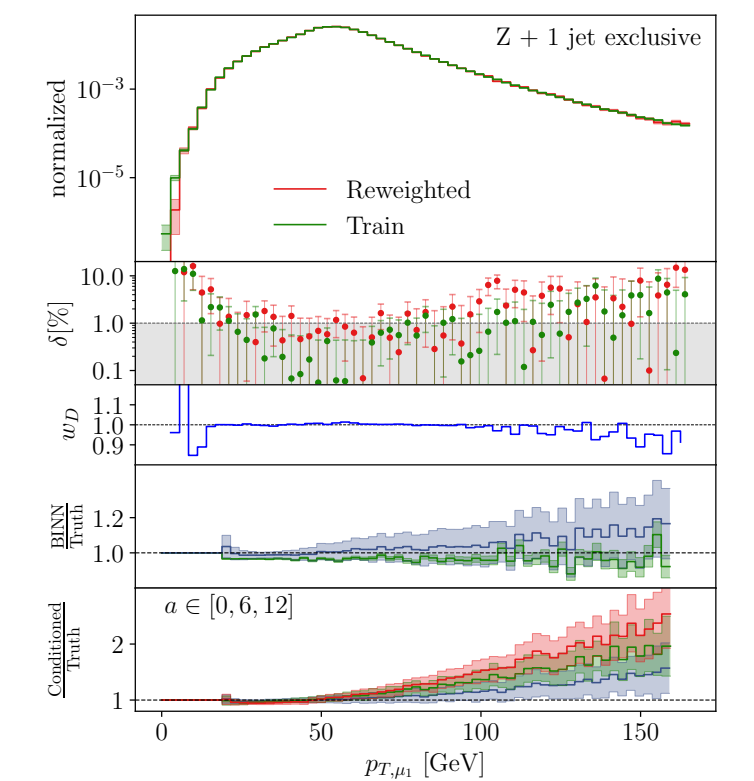 Z + 1 jet exclusive
normalized
10⁻³
10⁻⁵
Reweighted
Train
δ[%]
10.0
1.0
0.1
w_D
1.1
1.0
0.9
BINN
Truth
1.2
1.0
a ∈ [0, 6, 12]
Conditioned
Truth
2
1
0 50 100 150
p_{T,μ₁} [GeV]